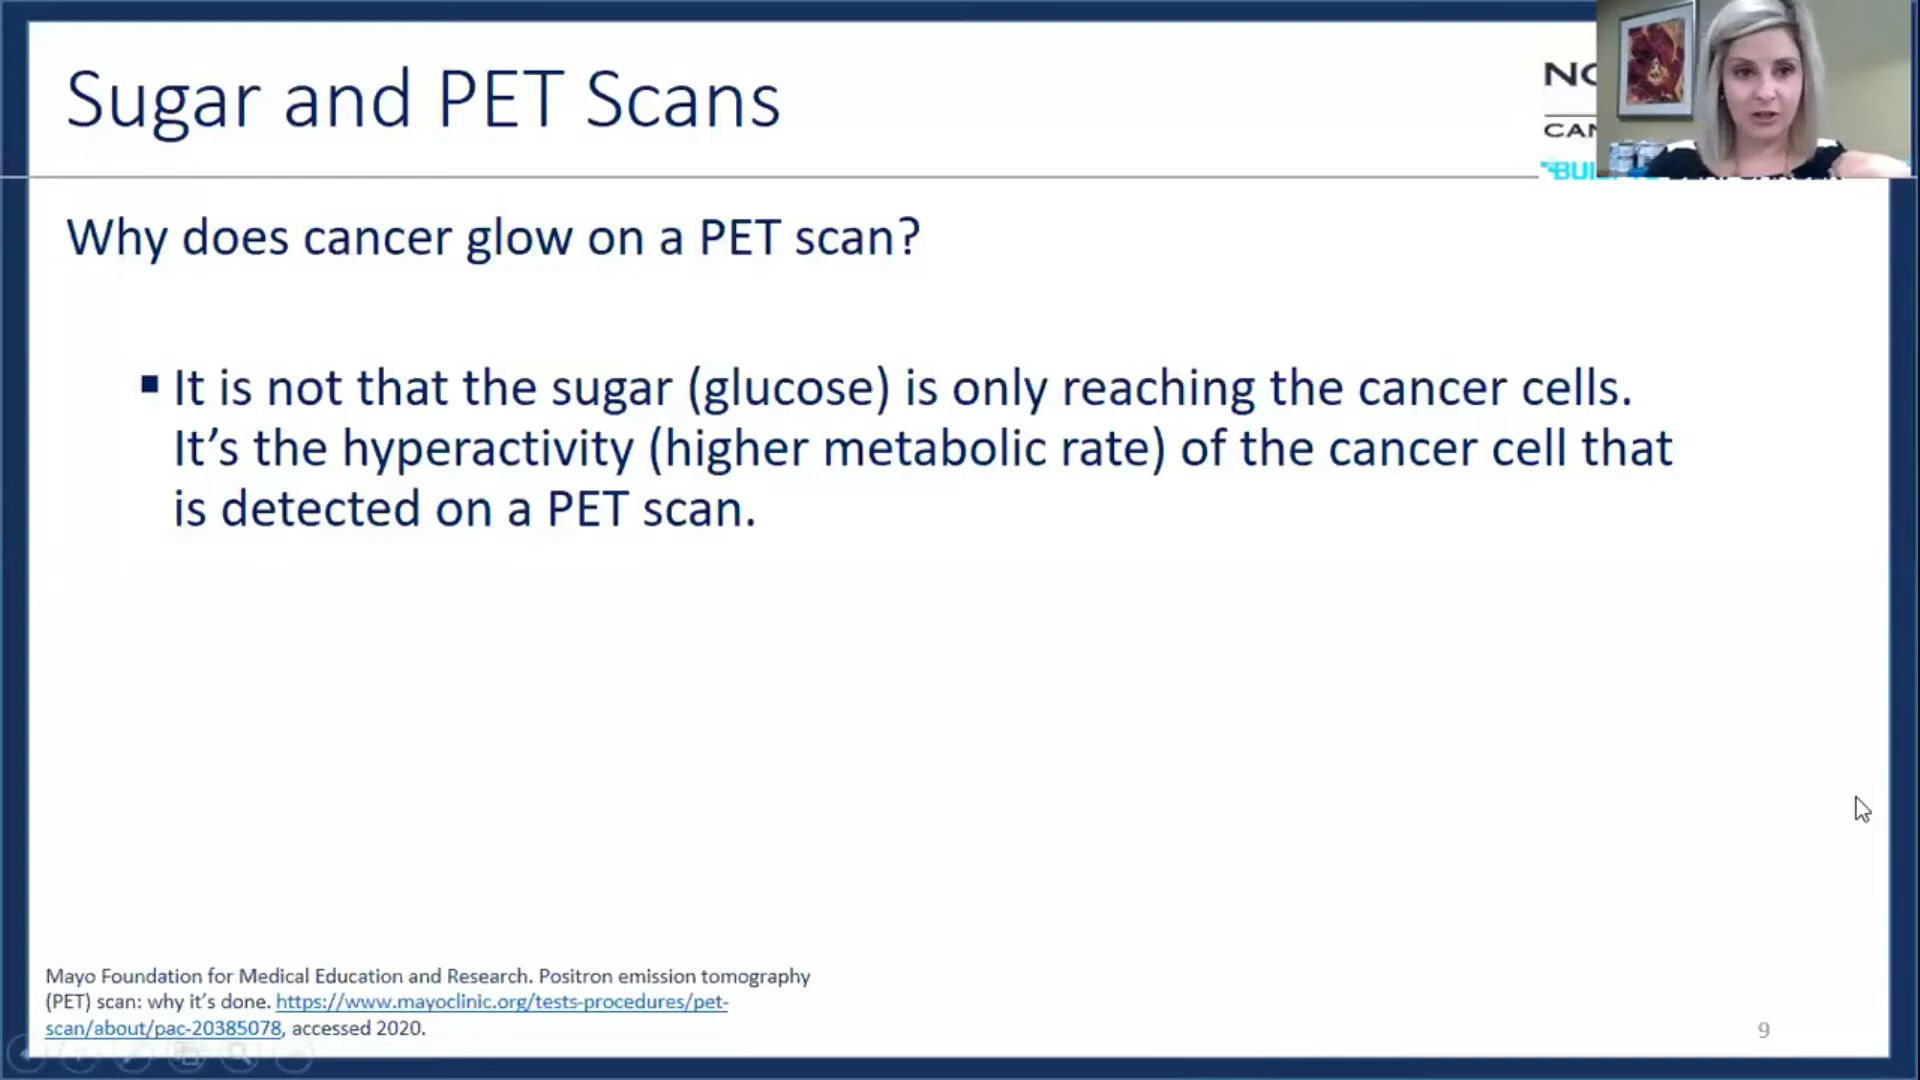 Sugar and PET Scans
Why does cancer glow on a PET scan?
▪ It is not that the sugar (glucose) is only reaching the cancer cells.
It’s the hyperactivity (higher metabolic rate) of the cancer cell that
is detected on a PET scan.
Mayo Foundation for Medical Education and Research. Positron emission tomography
(PET) scan: why it’s done. https://www.mayoclinic.org/tests-procedures/pet-
scan/about/pac-20385078, accessed 2020.
9